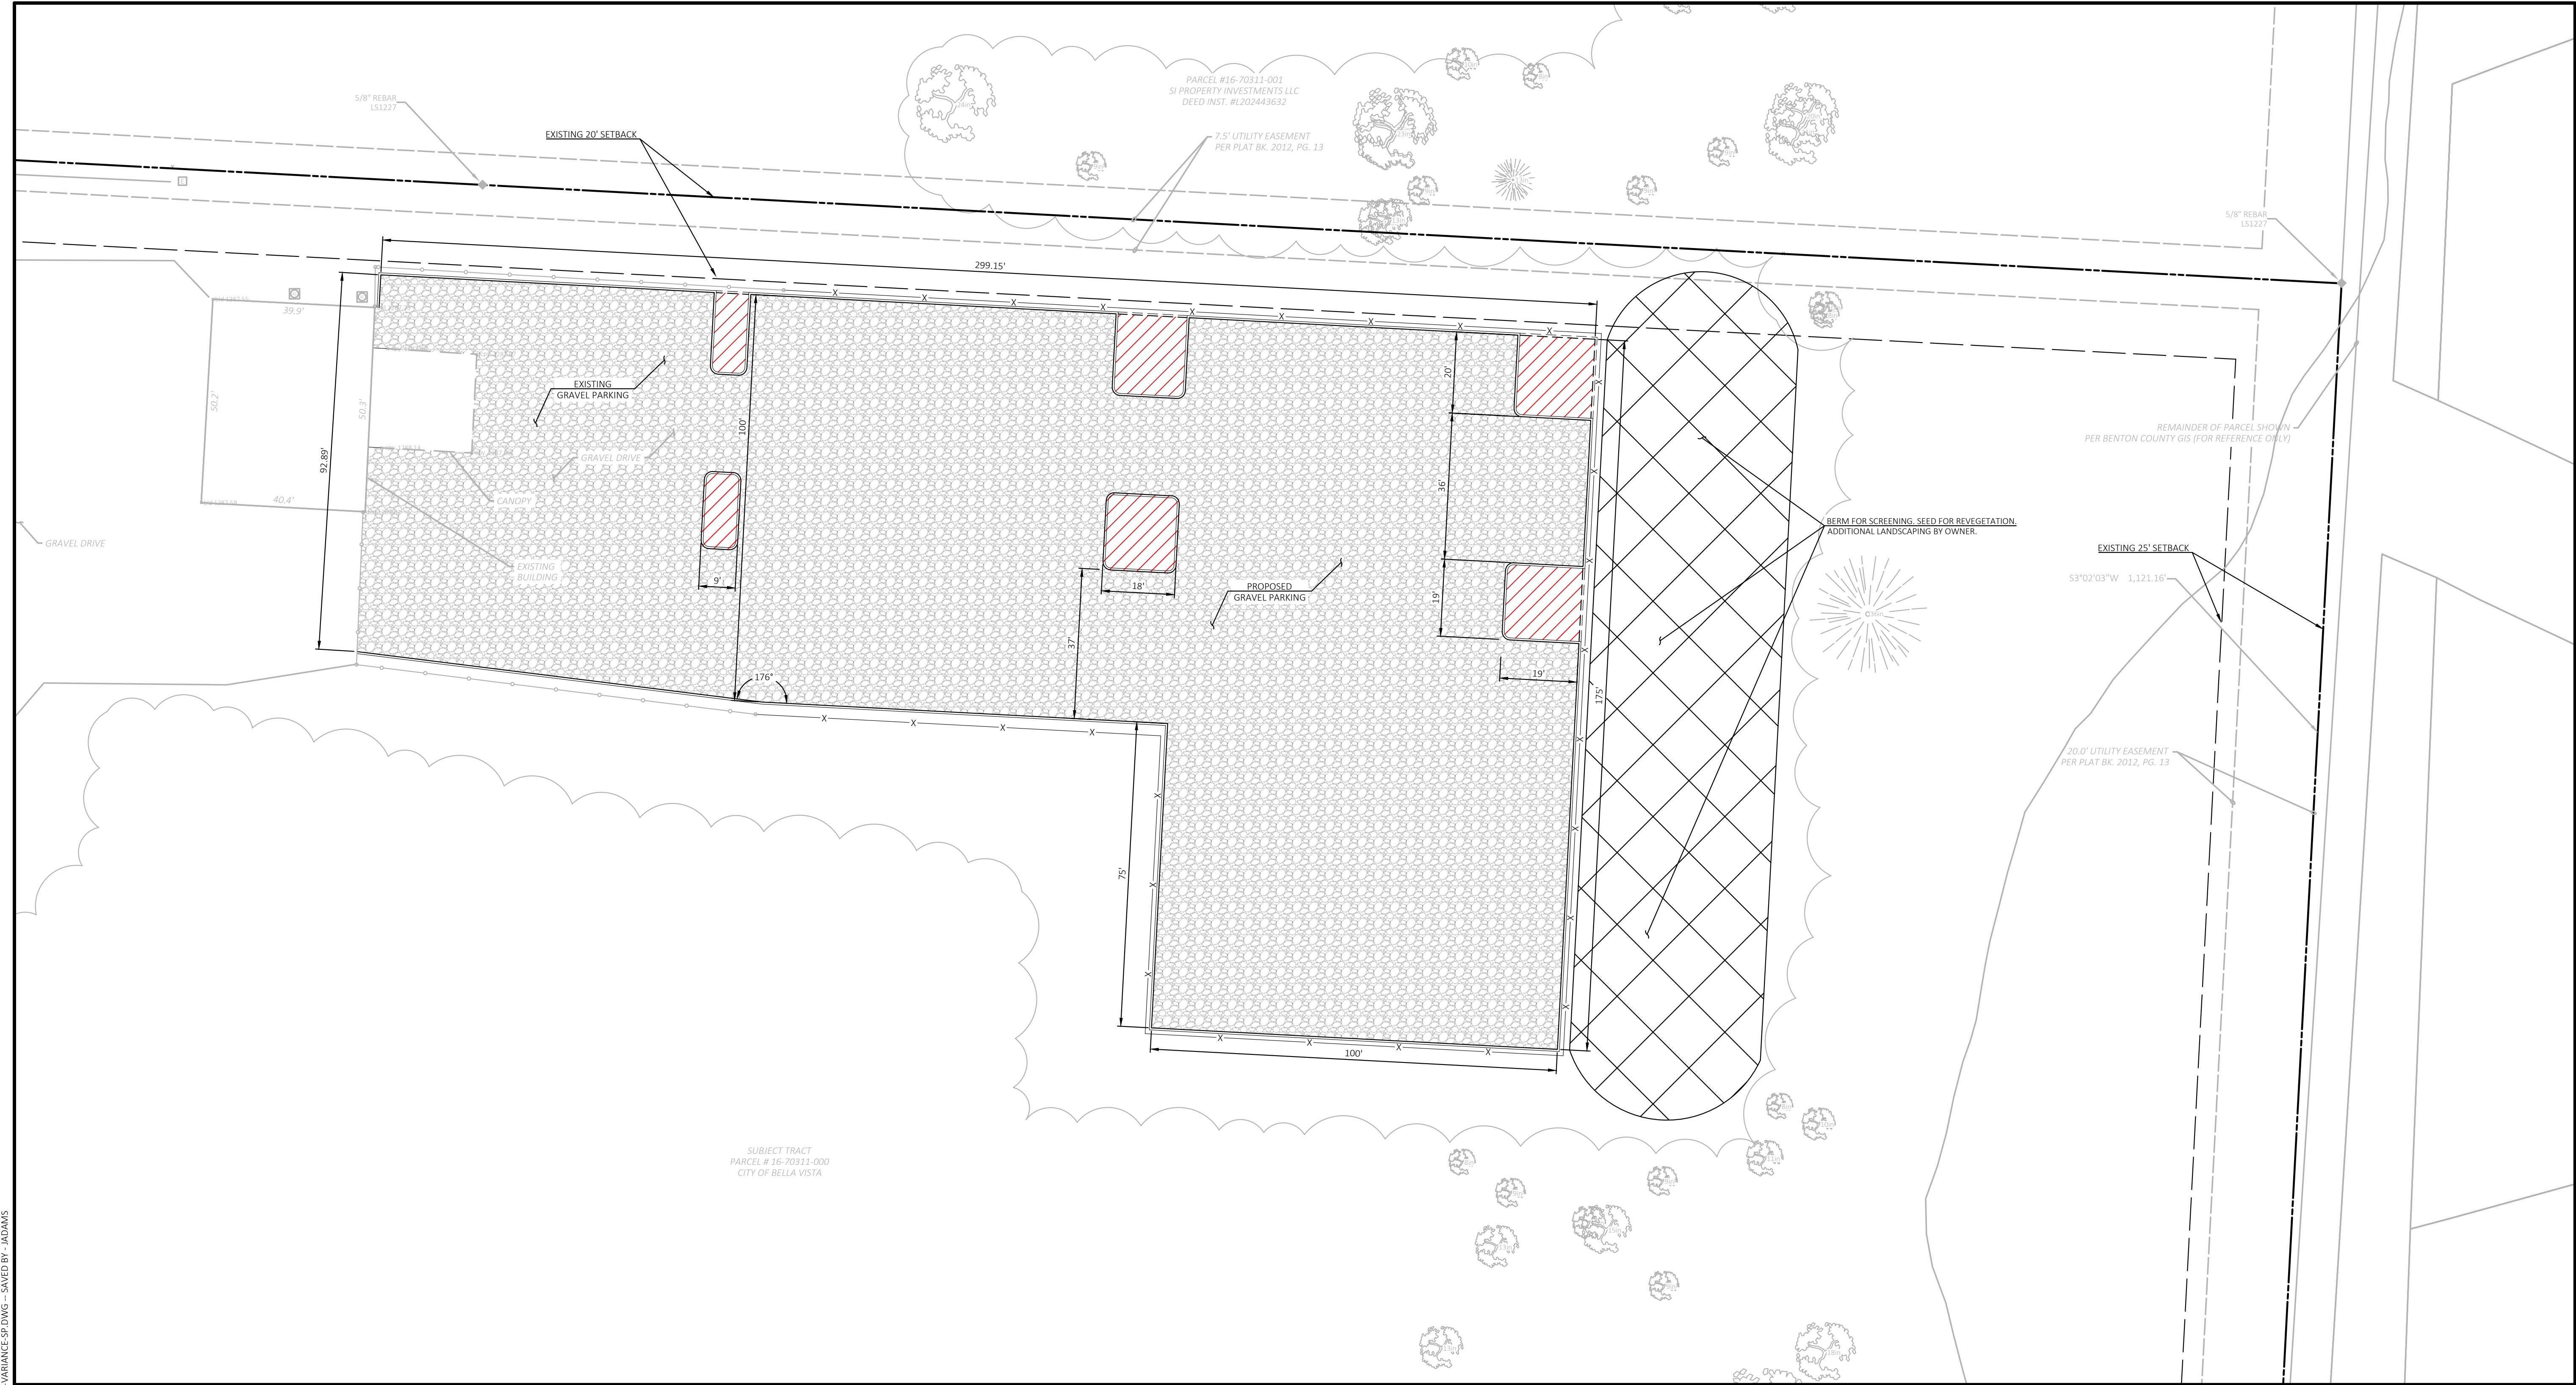 PARCEL #16-70311-001
SI PROPERTY INVESTMENTS LLC
DEED INST. #L202443632
5/8" REBAR
LS1227
EXISTING 20' SETBACK
7.5' UTILITY EASEMENT
PER PLAT BK. 2012, PG. 13
5/8" REBAR
LS1227
299.15'
39.9'
50.2'
50.3'
40.4'
92.89'
EXISTING
GRAVEL PARKING
GRAVEL DRIVE
CANOPY
GRAVEL DRIVE
EXISTING
BUILDING
100'
9'
18'
37'
176°
20'
36'
19'
19'
175'
PROPOSED
GRAVEL PARKING
BERM FOR SCREENING. SEED FOR REVEGETATION.
ADDITIONAL LANDSCAPING BY OWNER.
REMAINDER OF PARCEL SHOWN
PER BENTON COUNTY GIS (FOR REFERENCE ONLY)
EXISTING 25' SETBACK
S3°02'03"W 1,121.16'
20.0' UTILITY EASEMENT
PER PLAT BK. 2012, PG. 13
75'
100'
SUBJECT TRACT
PARCEL # 16-70311-000
CITY OF BELLA VISTA
VARIANCE-SP.DWG -- SAVED BY - JADAMS